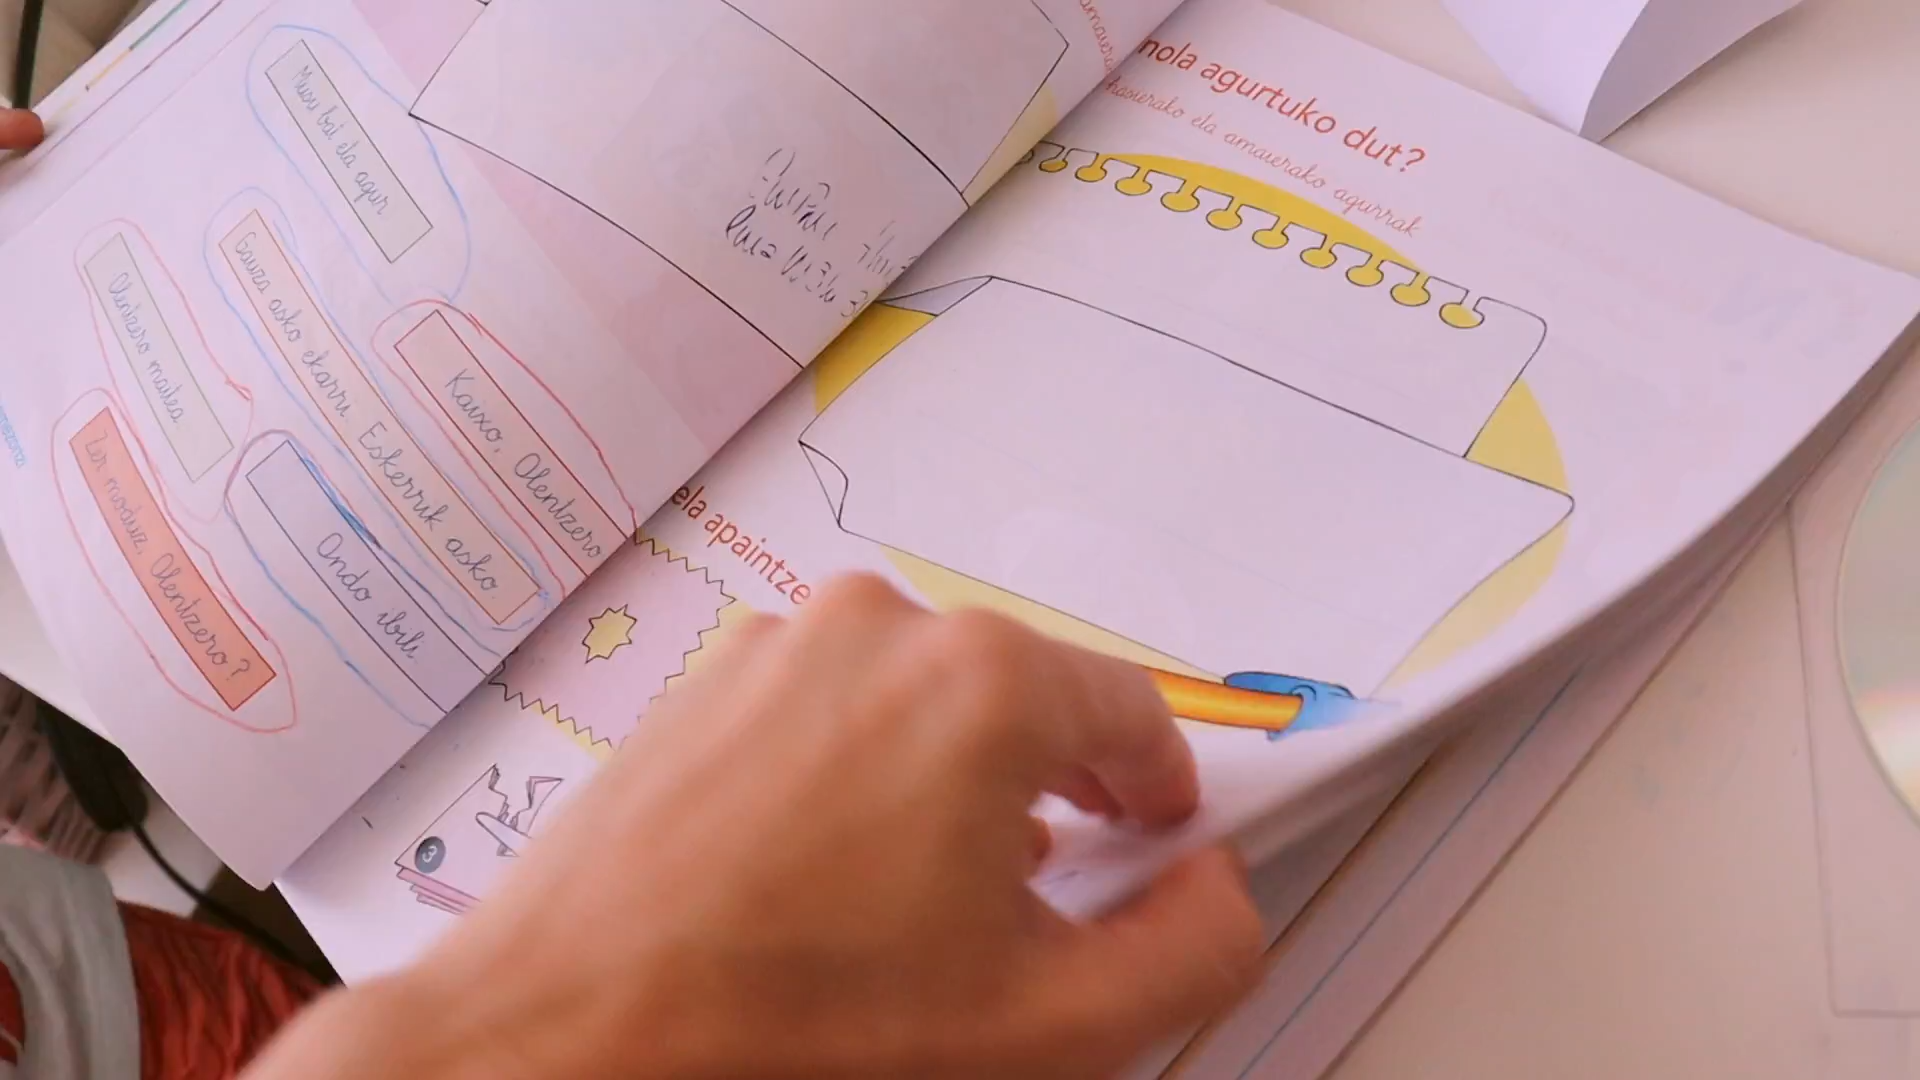 Musu bat eta agur
Gauza asko ekarri. Eskerrik asko.
Kaixo, Olentzero
Olentzero maitea
Zer moduz, Olentzero?
Ondo ibili
nola agurtuko dut?
hasierako eta amaierako agurrak
ela apaintze
3